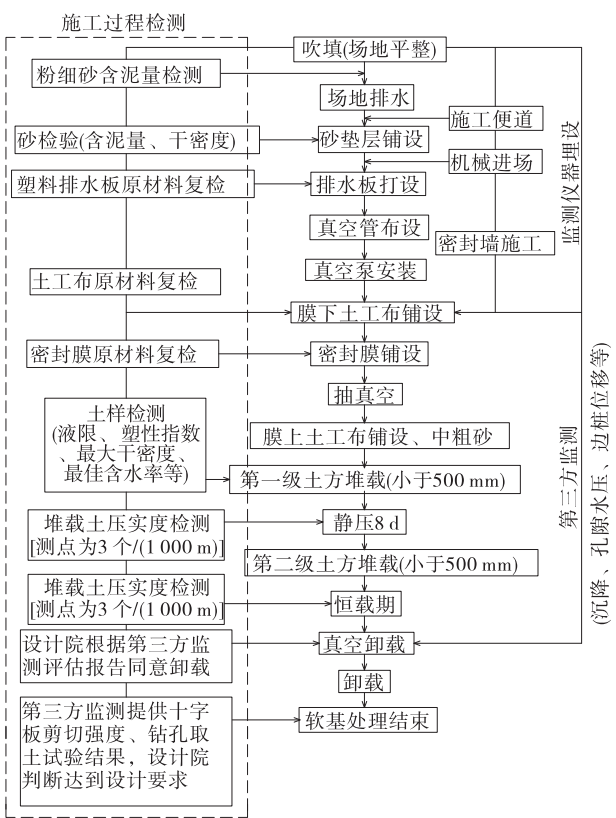 施工过程检测
吹填(场地平整)
粉细砂含泥量检测
场地排水
施工便道
砂检验(含泥量、干密度)
砂垫层铺设
机械进场
塑料排水板原材料复检
排水板打设
监测仪器埋设
真空管布设
密封墙施工
土工布原材料复检
真空泵安装
膜下土工布铺设
密封膜原材料复检
密封膜铺设
抽真空
土样检测
(液限、塑性指数
、最大干密度、
最佳含水率等)
膜上土工布铺设、中粗砂
第一级土方堆载(小于500 mm)
第三方监测
(沉降、孔隙水压、边桩位移等)
堆载土压实度检测
[测点为3 个/(1 000 m)]
静压8 d
第二级土方堆载(小于500 mm)
堆载土压实度检测
[测点为3 个/(1 000 m)]
恒载期
设计院根据第三方监
测评估报告同意卸载
真空卸载
卸载
第三方监测提供十字
板剪切强度、钻孔取
土试验结果，设计院
判断达到设计要求
软基处理结束